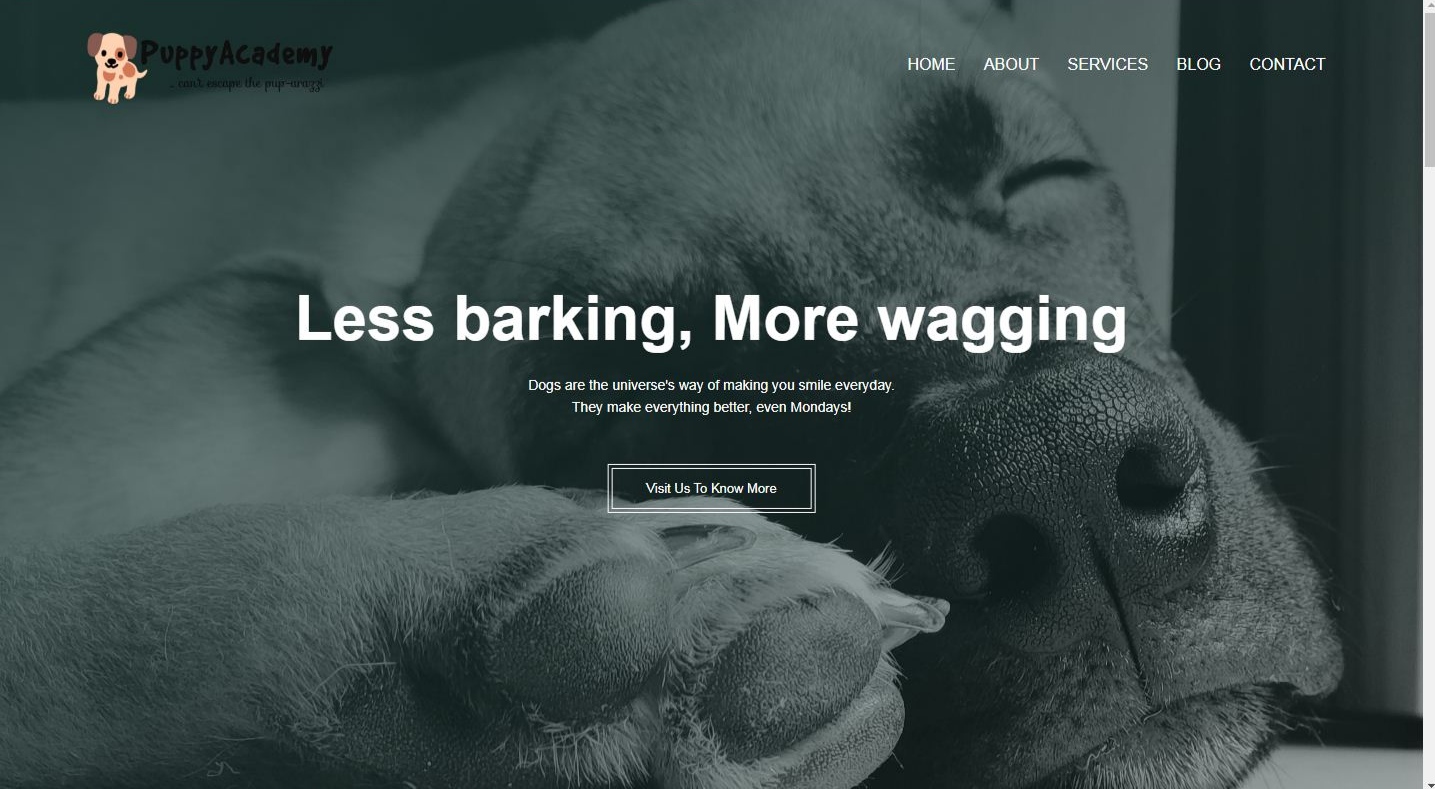 PuppyAcademy
.. can't escape the pup-arazzi
HOME ABOUT SERVICES BLOG CONTACT
Less barking, More wagging
Dogs are the universe's way of making you smile everyday.
They make everything better, even Mondays!
Visit Us To Know More